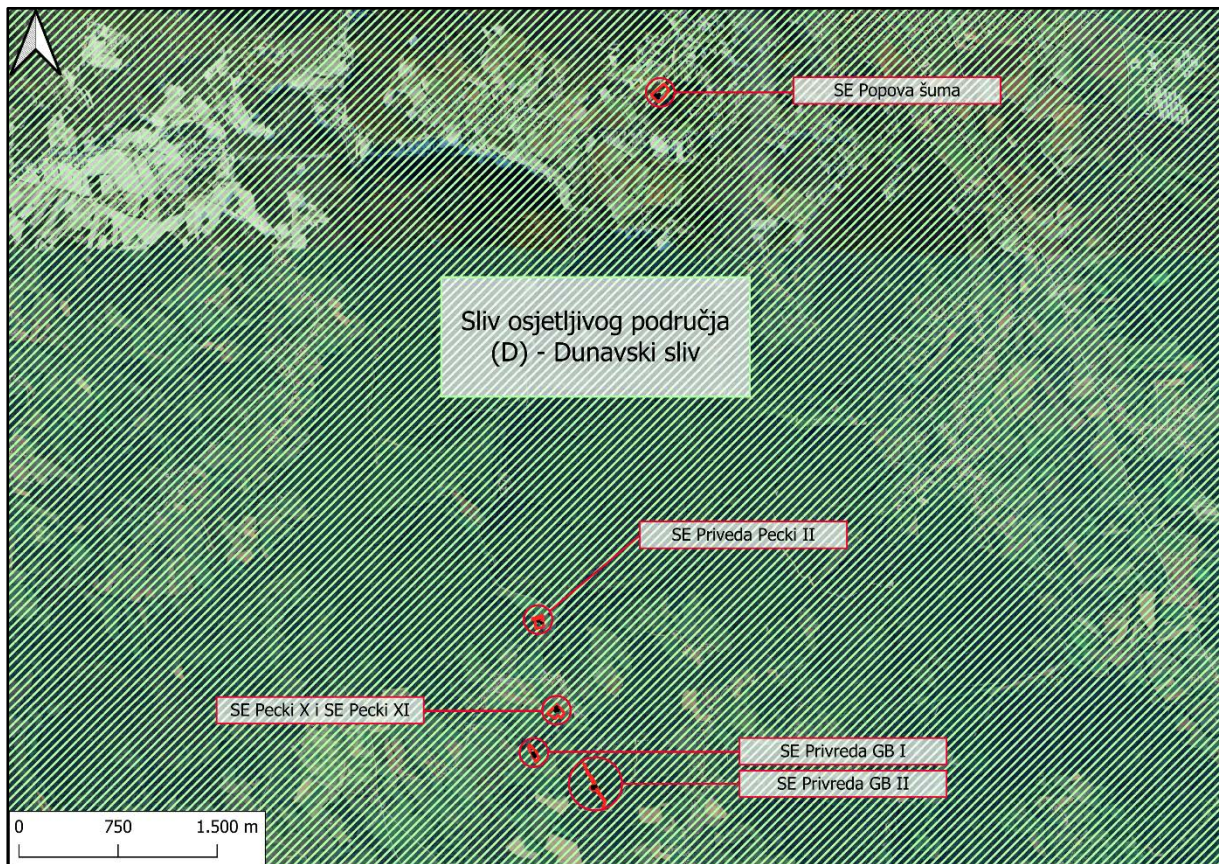 SE Popova šuma
Sliv osjetljivog područja
(D) - Dunavski sliv
SE Priveda Pecki II
SE Pecki X i SE Pecki XI
SE Privreda GB I
SE Privreda GB II
0 750 1.500 m